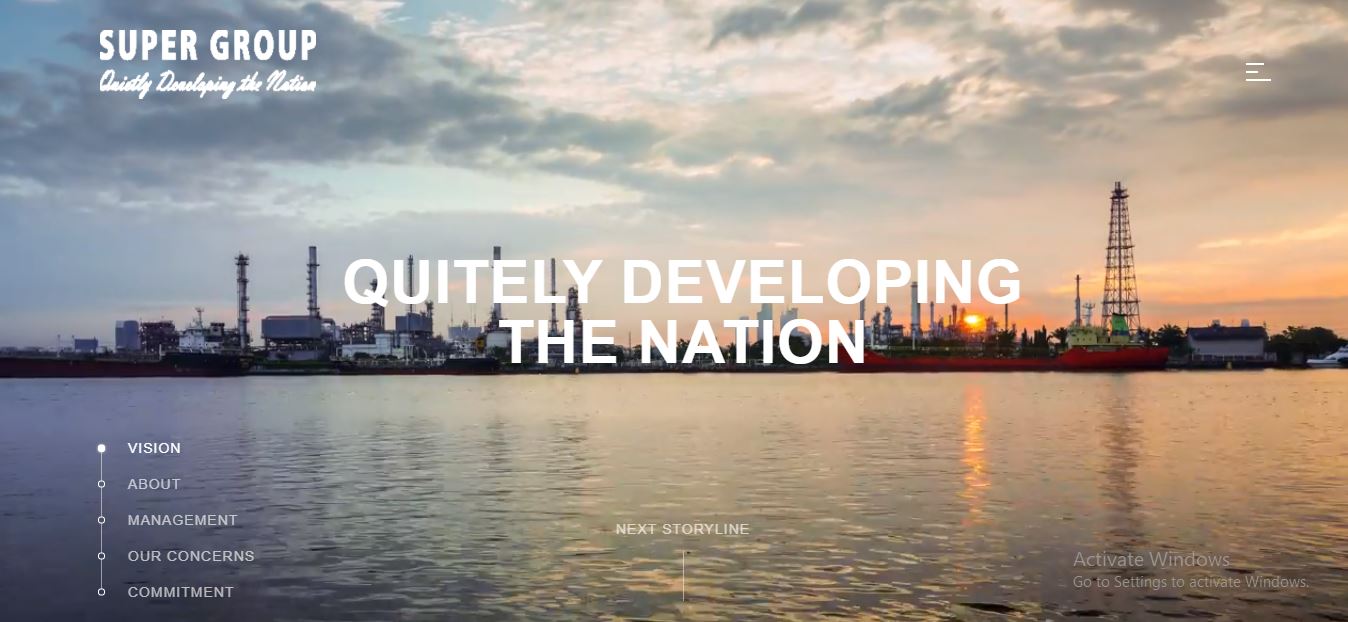 SUPER GROUP
Quietly Developing the Nation
QUITELY DEVELOPING
THE NATION
VISION
ABOUT
MANAGEMENT
OUR CONCERNS
COMMITMENT
NEXT STORYLINE
Activate Windows
Go to Settings to activate Windows.